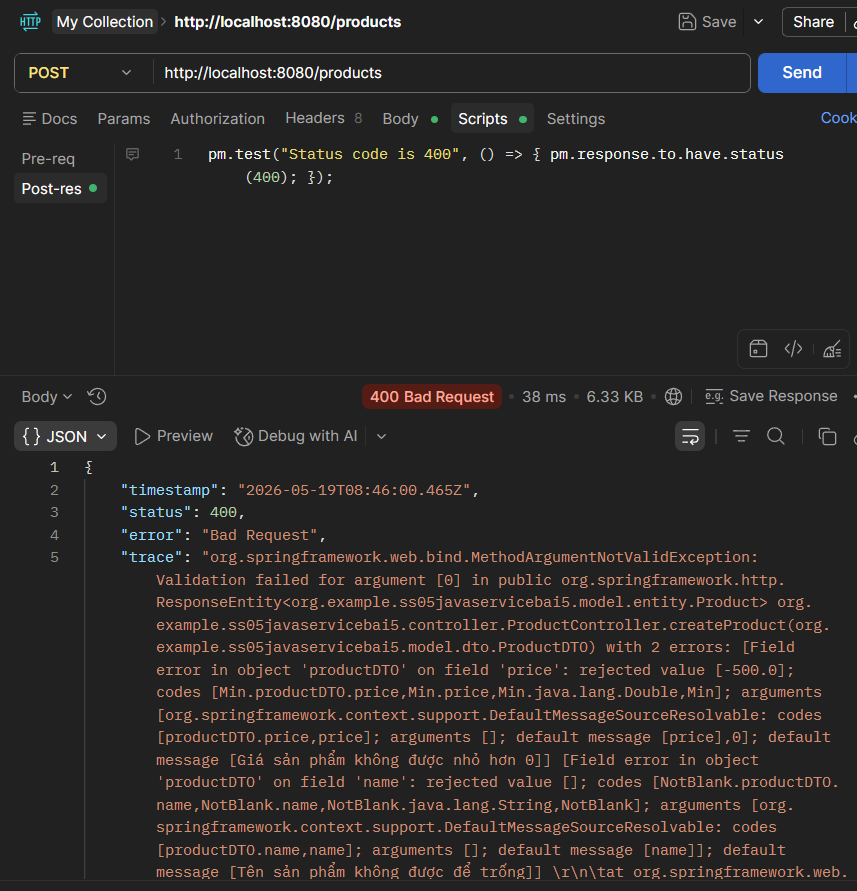 HTTP My Collection > http://localhost:8080/products Save Share
POST http://localhost:8080/products Send
Docs Params Authorization Headers 8 Body Scripts Settings Cook
Pre-req
Post-res
1 pm.test("Status code is 400", () => { pm.response.to.have.status
(400); });
Body 400 Bad Request • 38 ms • 6.33 KB • e.g. Save Response
{} JSON Preview Debug with AI
1 {
2 "timestamp": "2026-05-19T08:46:00.465Z",
3 "status": 400,
4 "error": "Bad Request",
5 "trace": "org.springframework.web.bind.MethodArgumentNotValidException:
Validation failed for argument [0] in public org.springframework.http.
ResponseEntity<org.example.ss05javaservicebai5.model.entity.Product> org.
example.ss05javaservicebai5.controller.ProductController.createProduct(org.
example.ss05javaservicebai5.model.dto.ProductDTO) with 2 errors: [Field
error in object 'productDTO' on field 'price': rejected value [-500.0];
codes [Min.productDTO.price,Min.price,Min.java.lang.Double,Min]; arguments
[org.springframework.context.support.DefaultMessageSourceResolvable: codes
[productDTO.price,price]; arguments []; default message [price],0]; default
message [Giá sản phẩm không được nhỏ hơn 0]] [Field error in object
'productDTO' on field 'name': rejected value []; codes [NotBlank.productDTO.
name,NotBlank.name,NotBlank.java.lang.String,NotBlank]; arguments [org.
springframework.context.support.DefaultMessageSourceResolvable: codes
[productDTO.name,name]; arguments []; default message [name]]; default
message [Tên sản phẩm không được để trống]] \r\n\tat org.springframework.web.